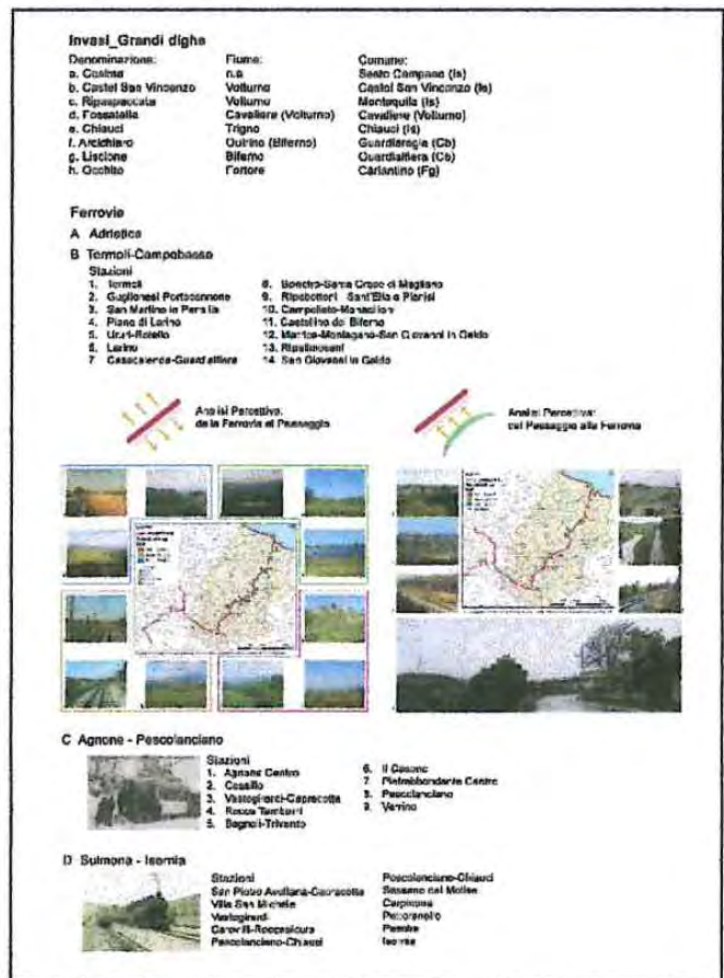 Invasi_Grandi dighe
Denominazione: Fiume: Comune:
a. Cosima n.a Sesto Campano (Is)
b. Castel San Vincenzo Volturno Castel San Vincenzo (Is)
c. Ripaspaccata Volturno Montaquila (Is)
d. Fossatella Cavaliere (Volturno) Cavaliere (Volturno)
e. Chiauci Trigno Chiauci (Is)
f. Arcichiaro Quirino (Biferno) Guardiaregia (Cb)
g. Liscione Biferno Guardialfiera (Cb)
h. Occhito Fortore Carlantino (Fg)
Ferrovie
A Adriatica
B Termoli-Campobasso
Stazioni
1. Termoli
2. Guglionesi Portocannone
3. San Martino in Pensilis
4. Piane di Larino
5. Ururi-Rotello
6. Larino
7 Casacalenda-Guardialfiera
8. Bonefro-Santa Croce di Magliano
9. Ripabottoni Sant'Elia a Pianisi
10. Campolieto-Monacilioni
11. Castellino del Biferno
12. Matrice-Montagano-San Giovanni in Galdo
13. Ripalimosani
14 San Giovanni in Galdo
Analisi Percettiva:
dalla Ferrovia al Paesaggio
Analisi Percettiva:
dal Paesaggio alla Ferrovia
C Agnone - Pescolanciano
Stazioni
1. Agnone Centro
2.
3. Vastogirardi-Capracotta
4. Rocca Tamburri
5. Bagnoli-Trivento
6. Il Casone
7. Pietrabbondante Centro
8. Pescolanciano
9. Verrino
D Sulmona - Isernia
Stazioni
San Pietro Avellana-Capracotta
Villa San Michele
Vastogirardi
Carovilli-Roccasicura
Pescolanciano-Chiauci
Pescolanciano-Chiauci
Sessano del Molise
Carpinone
Pettoranello
Pesche
Isernia